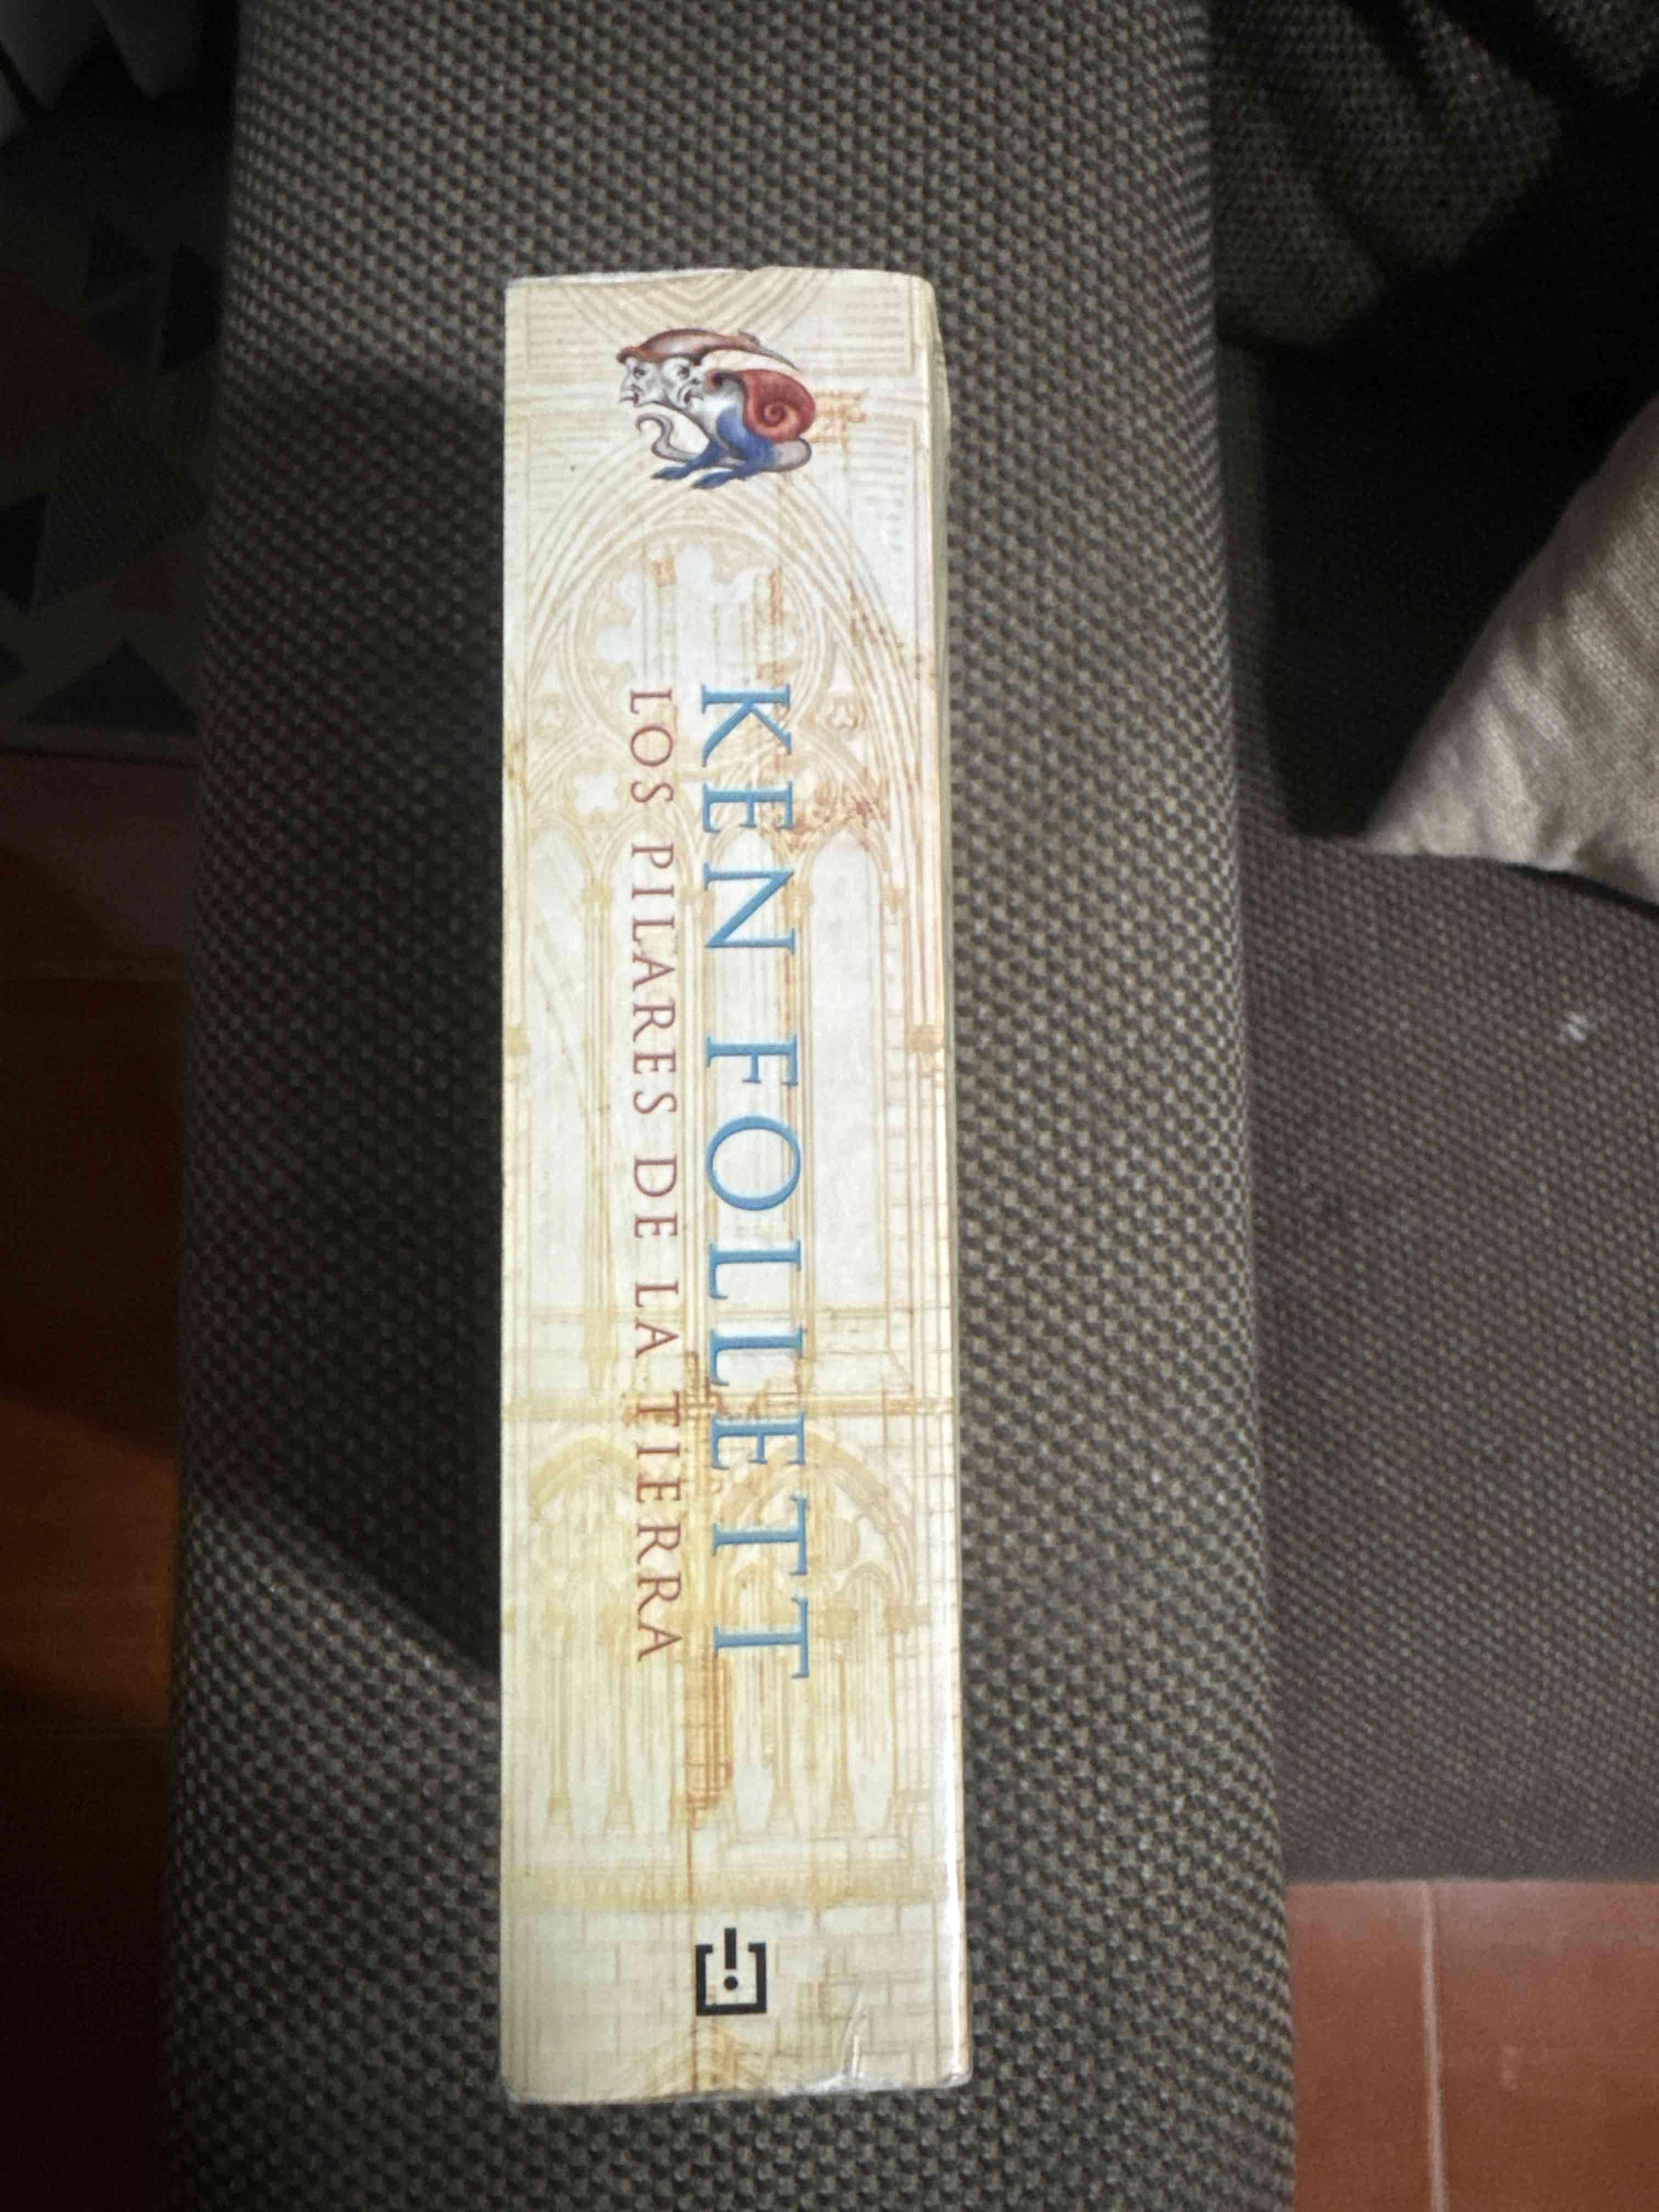 KEN FOLLETT
LOS PILARES DE LA TIERRA